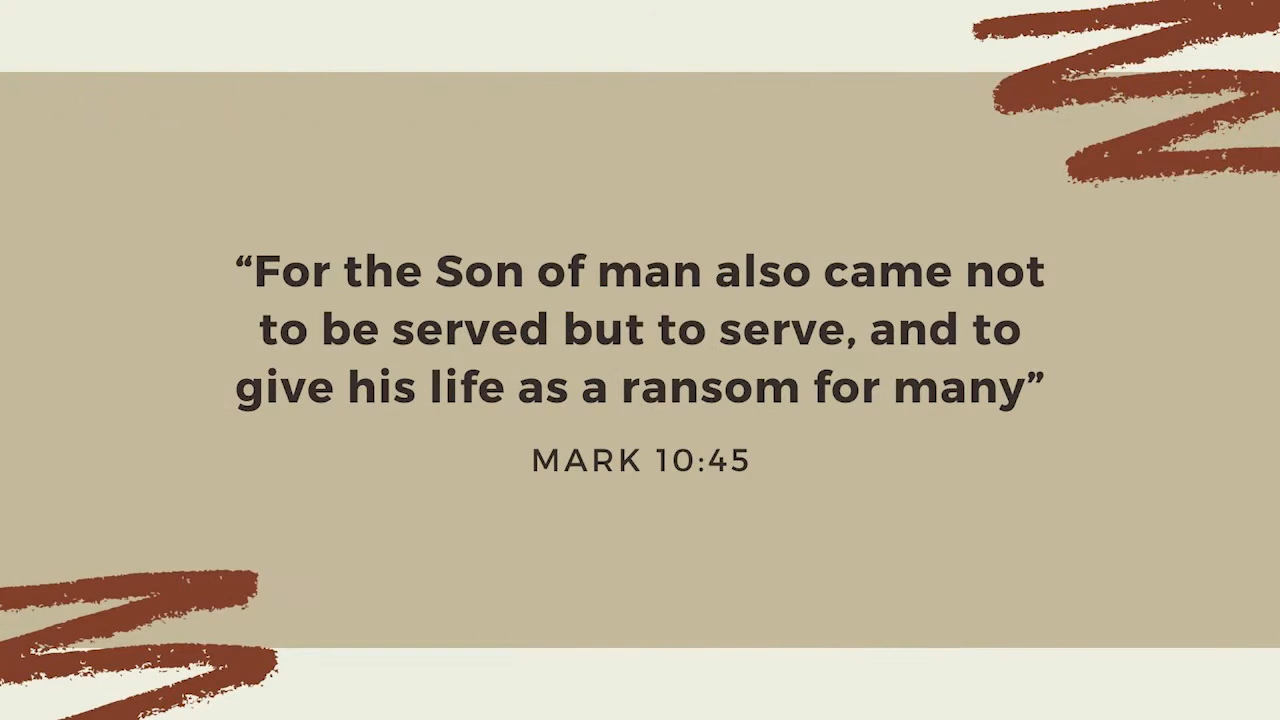 “For the Son of man also came not
to be served but to serve, and to
give his life as a ransom for many”
MARK 10:45